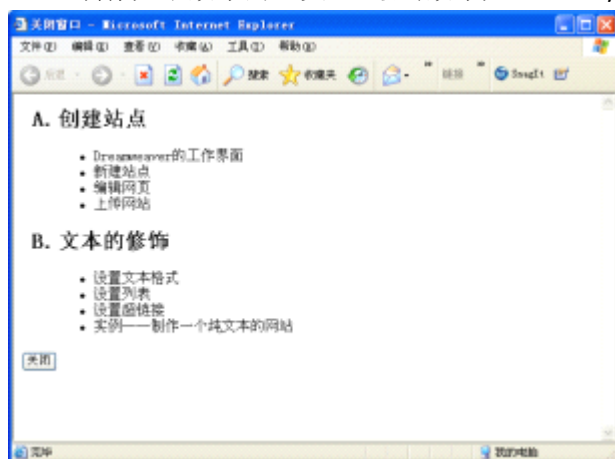 关闭窗口 - Microsoft Internet Explorer
文件(F) 编辑(E) 查看(V) 收藏(A) 工具(T) 帮助(H)
后退 搜索 收藏夹 链接 SnagIt
A. 创建站点
Dreamweaver的工作界面
新建站点
编辑网页
上传网站
B. 文本的修饰
设置文本格式
设置列表
设置超链接
实例——制作一个纯文本的网站
关闭
完毕 我的电脑